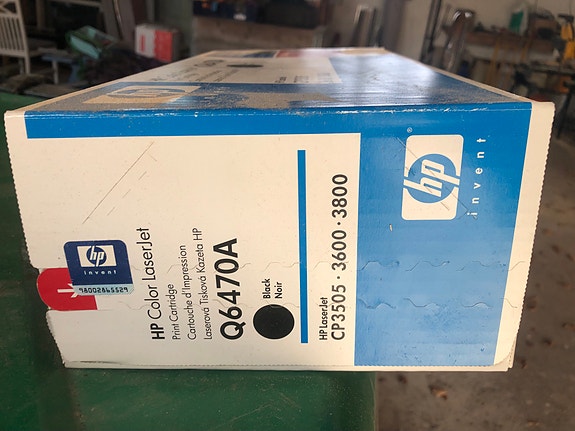 HP Color LaserJet
Print Cartridge
Cartouche d'Impression
Laserová Tisková Kazeta HP
Q6470A
Black
Noir
HP LaserJet
CP3505 · 3600 · 3800
hp
®
invent
hp
invent
98002865529